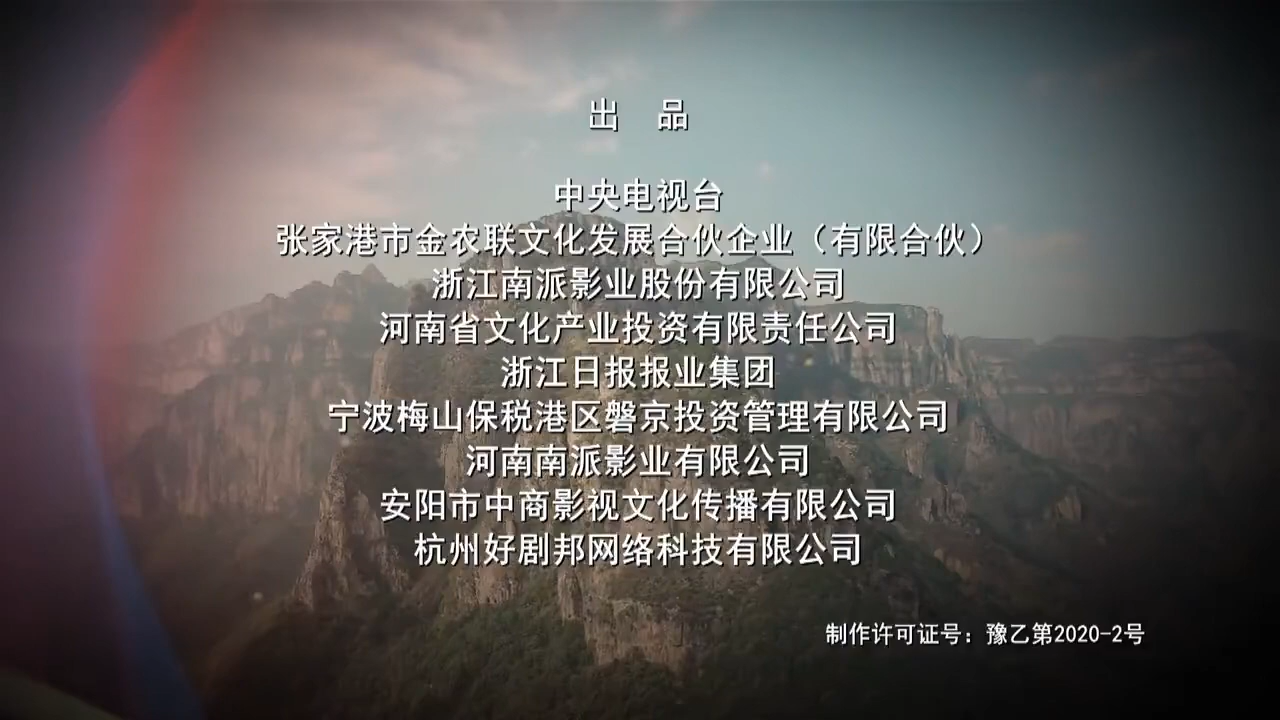 出 品
中央电视台
张家港市金农联文化发展合伙企业（有限合伙）
浙江南派影业股份有限公司
河南省文化产业投资有限责任公司
浙江日报报业集团
宁波梅山保税港区磐京投资管理有限公司
河南南派影业有限公司
安阳市中商影视文化传播有限公司
杭州好剧邦网络科技有限公司
制作许可证号：豫乙第2020-2号